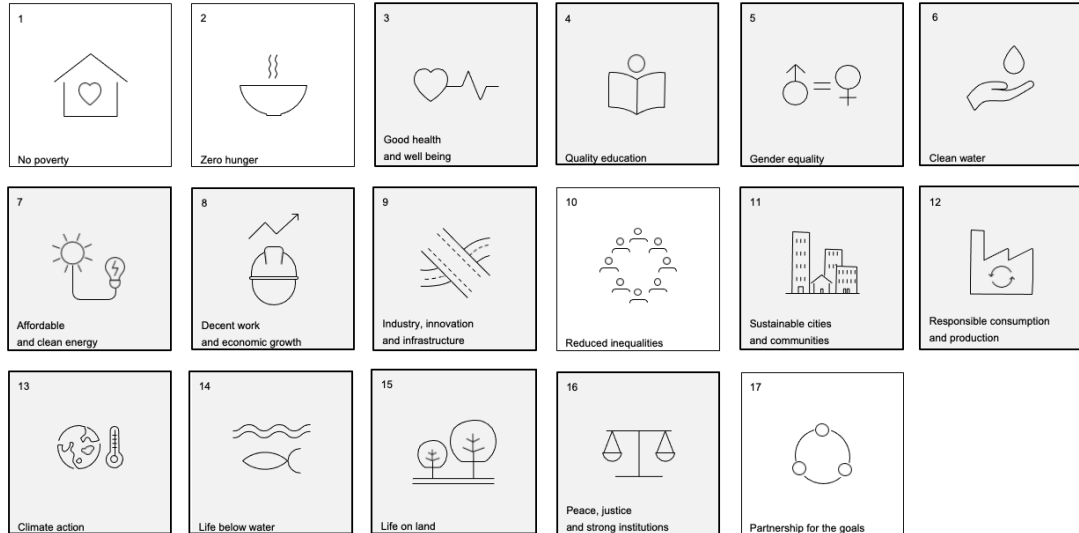 1
No poverty
2
Zero hunger
3
Good health
and well being
4
Quality education
5
Gender equality
6
Clean water
7
Affordable
and clean energy
8
Decent work
and economic growth
9
Industry, innovation
and infrastructure
10
Reduced inequalities
11
Sustainable cities
and communities
12
Responsible consumption
and production
13
Climate action
14
Life below water
15
Life on land
16
Peace, justice
and strong institutions
17
Partnership for the goals